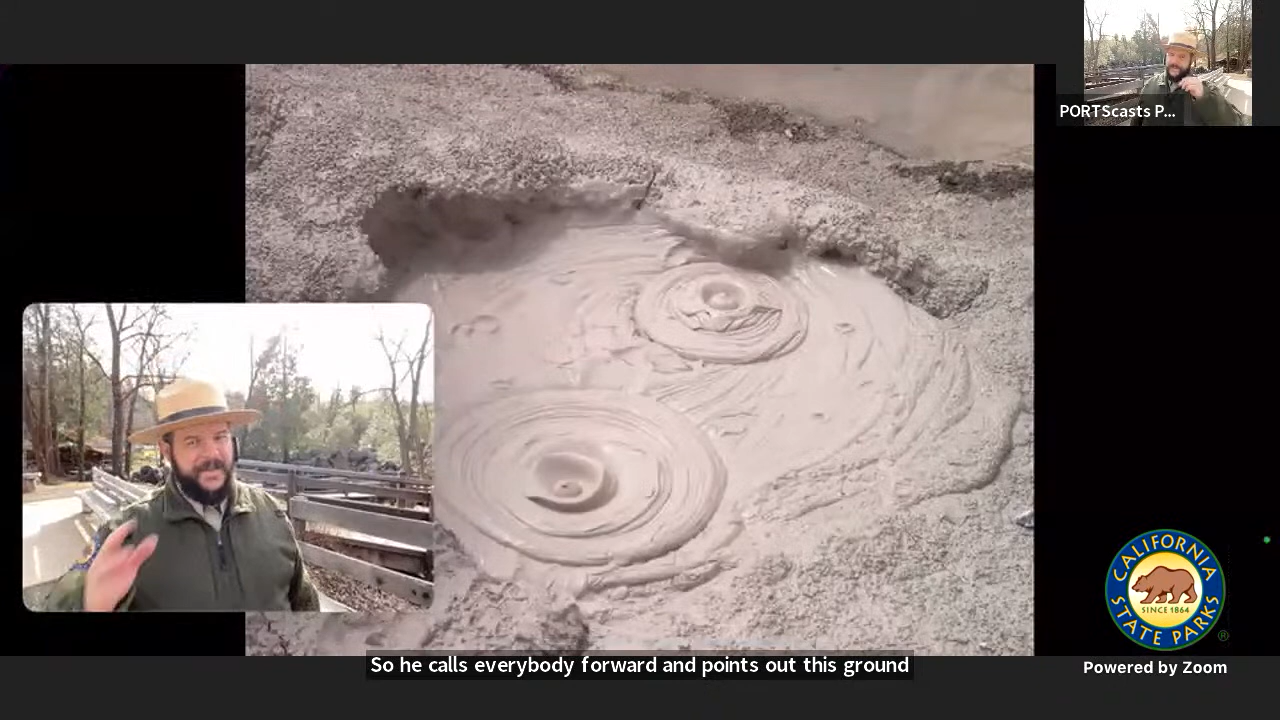 PORTScasts P...
CALIFORNIA
STATE PARKS
SINCE 1864
®
So he calls everybody forward and points out this ground
Powered by Zoom